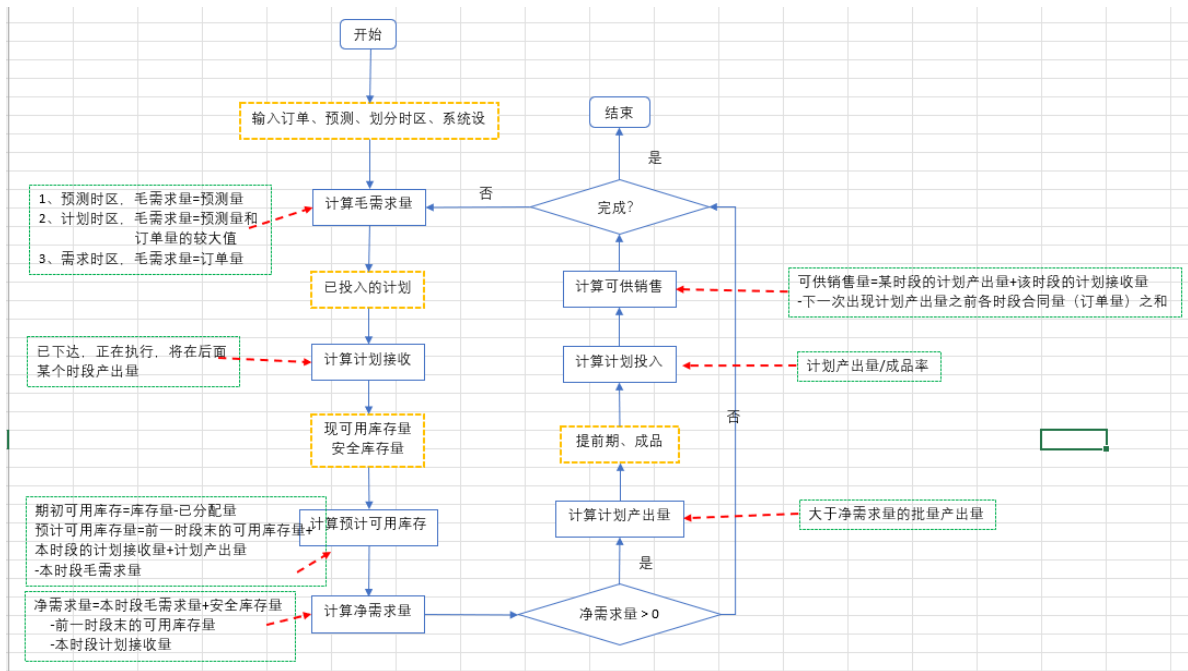 开始
输入订单、预测、划分时区、系统设
计算毛需求量
1、预测时区，毛需求量=预测量
2、计划时区，毛需求量=预测量和
订单量的较大值
3、需求时区，毛需求量=订单量
已投入的计划
计算计划接收
已下达，正在执行，将在后面
某个时段产出量
现可用库存量
安全库存量
计算预计可用库存
期初可用库存=库存量-已分配量
预计可用库存量=前一时段末的可用库存量+
本时段的计划接收量+计划产出量
-本时段毛需求量
计算净需求量
净需求量=本时段毛需求量+安全库存量
-前一时段末的可用库存量
-本时段计划接收量
净需求量＞0
是
否
计算计划产出量
大于净需求量的批量产出量
提前期、成品
计算计划投入
计划产出量/成品率
计算可供销售
可供销售量=某时段的计划产出量+该时段的计划接收量
-下一次出现计划产出量之前各时段合同量（订单量）之和
完成?
否
是
结束